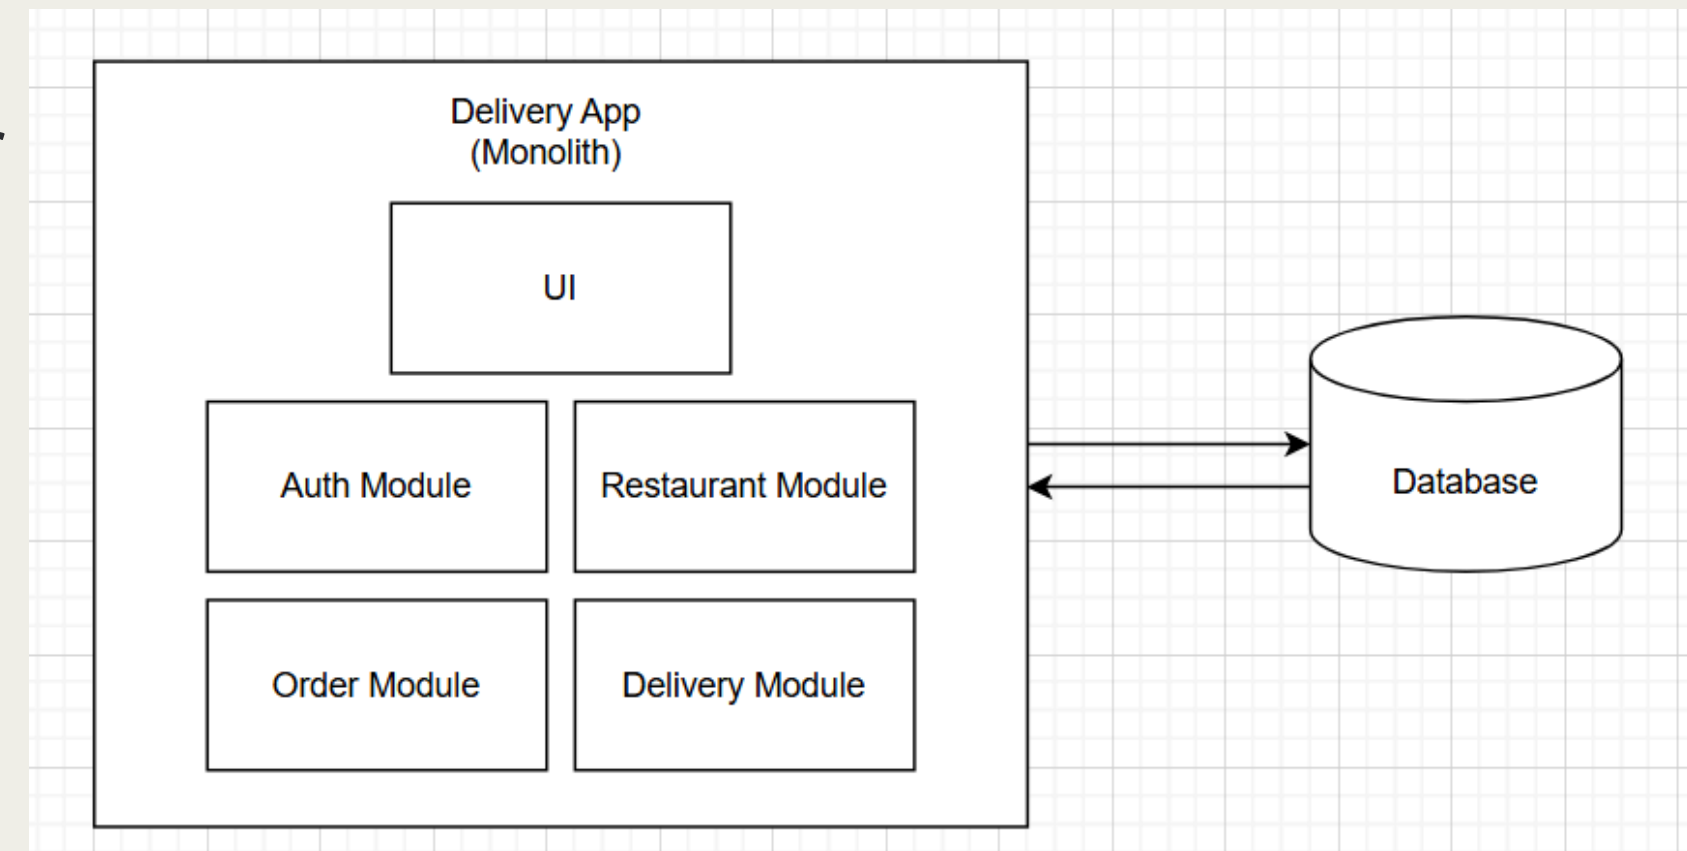 Delivery App
(Monolith)
UI
Auth Module
Restaurant Module
Database
Order Module
Delivery Module